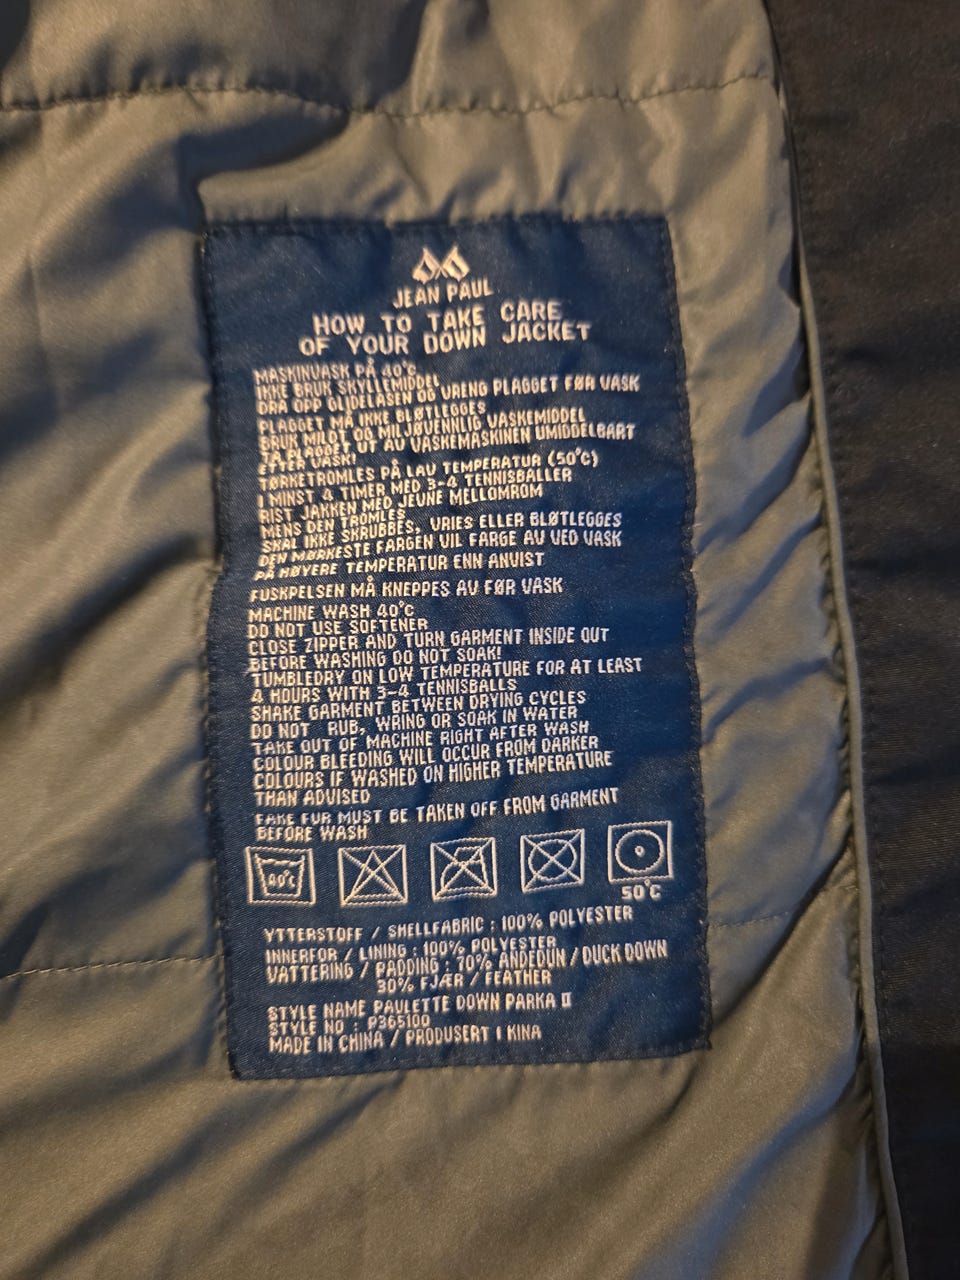 JEAN PAUL
HOW TO TAKE CARE
OF YOUR DOWN JACKET
MASKINVASK PÅ 40°C
IKKE BRUK SKYLLEMIDDEL
DRA OPP GLIDELÅSEN OG VRENG PLAGGET FØR VASK
PLAGGET MÅ IKKE BLØTLEGGES
BRUK MILDT OG MILJØVENNLIG VASKEMIDDEL
TA PLAGGET UT AV VASKEMASKINEN UMIDDELBART
ETTER VASK!
TØRKETROMLES PÅ LAV TEMPERATUR (50°C)
I MINST 4 TIMER MED 3-4 TENNISBALLER
RIST JAKKEN MED JEVNE MELLOMROM
MENS DEN TROMLES
SKAL IKKE SKRUBBES, VRIES ELLER BLØTLEGGES
DEN MØRKESTE FARGEN VIL FARGE AV VED VASK
PÅ HØYERE TEMPERATUR ENN ANVIST
FUSKPELSEN MÅ KNEPPES AV FØR VASK
MACHINE WASH 40°C
DO NOT USE SOFTENER
CLOSE ZIPPER AND TURN GARMENT INSIDE OUT
BEFORE WASHING DO NOT SOAK!
TUMBLEDRY ON LOW TEMPERATURE FOR AT LEAST
4 HOURS WITH 3-4 TENNISBALLS
SHAKE GARMENT BETWEEN DRYING CYCLES
DO NOT RUB, WRING OR SOAK IN WATER
TAKE OUT OF MACHINE RIGHT AFTER WASH
COLOUR BLEEDING WILL OCCUR FROM DARKER
COLOURS IF WASHED ON HIGHER TEMPERATURE
THAN ADVISED
FAKE FUR MUST BE TAKEN OFF FROM GARMENT
BEFORE WASH
40°C
50°C
YTTERSTOFF / SHELLFABRIC : 100% POLYESTER
INNERFOR / LINING : 100% POLYESTER
VATTERING / PADDING : 70% ANDEDUN / DUCK DOWN
30% FJÆR / FEATHER
STYLE NAME PAULETTE DOWN PARKA II
STYLE NO : P365100
MADE IN CHINA / PRODUSERT I KINA